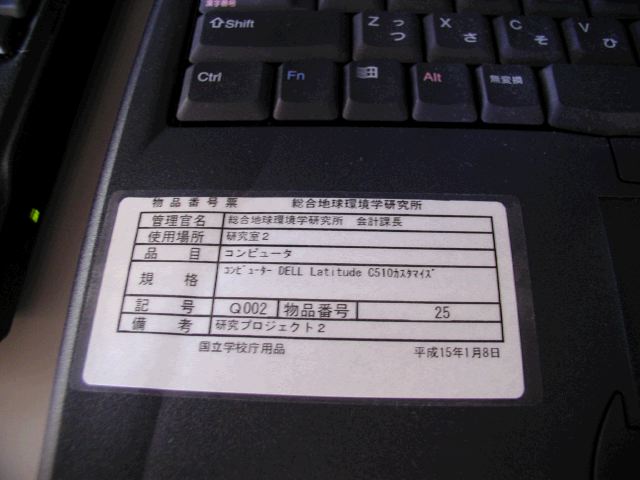 漢字番号
⇧Shift Z っ つ X さ C そ V ひ
Ctrl Fn Alt 無変換
物品番号票 総合地球環境学研究所
管理官名 総合地球環境学研究所 会計課長
使用場所 研究室2
品目 コンピュータ
規格 コンピューター DELL Latitude C510カスタマイズ
記号 Q002 物品番号 25
備考 研究プロジェクト2
国立学校庁用品 平成15年1月8日